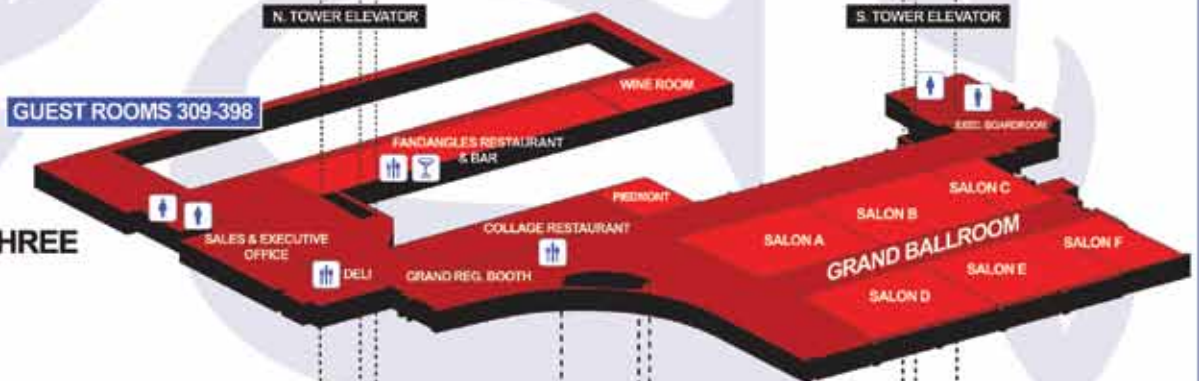 N. TOWER ELEVATOR
S. TOWER ELEVATOR
WINE ROOM
GUEST ROOMS 309-398
EXEC. BOARDROOM
FANDANGLES RESTAURANT
& BAR
SALON C
PIEDMONT
SALON B
COLLAGE RESTAURANT
SALON A
GRAND BALLROOM
SALON F
HREE
SALES & EXECUTIVE
OFFICE
DELI
GRAND REG. BOOTH
SALON E
SALON D